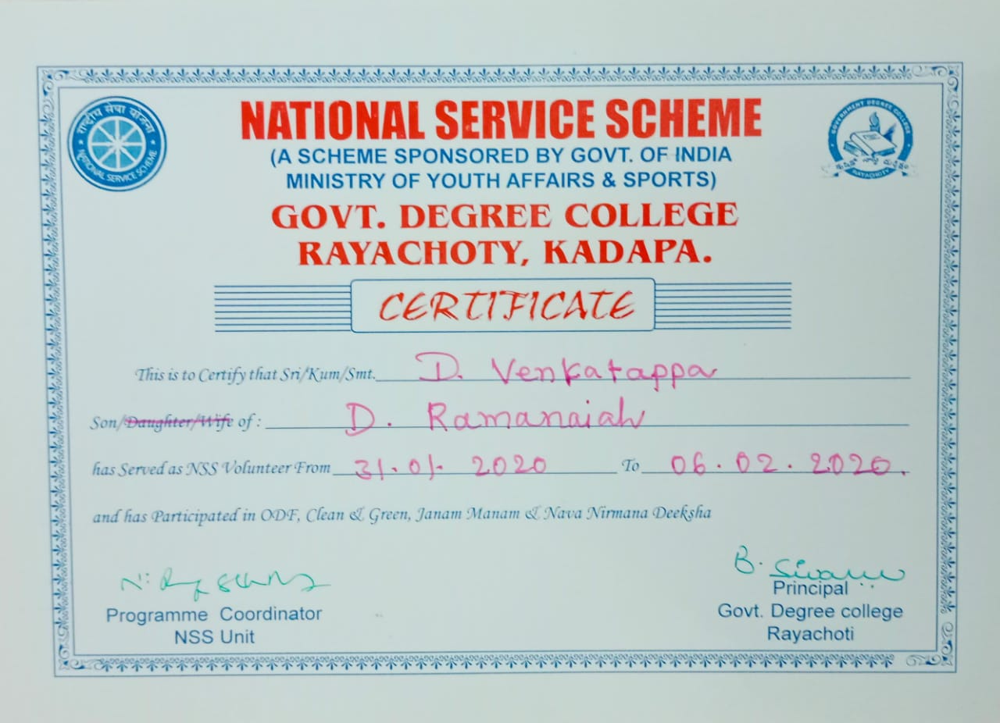 राष्ट्रीय सेवा योजना
NATIONAL SERVICE SCHEME
NATIONAL SERVICE SCHEME
(A SCHEME SPONSORED BY GOVT. OF INDIA
MINISTRY OF YOUTH AFFAIRS & SPORTS)
GOVERNMENT DEGREE COLLEGE
RAYACHOTY
GOVT. DEGREE COLLEGE
RAYACHOTY, KADAPA.
CERTIFICATE
This is to Certify that Sri/Kum/Smt. D. Venkatappa
Son/Daughter/Wife of : D. Ramanaiah
has Served as NSS Volunteer From 31.01.2020 To 06.02.2020.
and has Participated in ODF, Clean & Green, Janam Manam & Nava Nirmana Deeksha
B.
Programme Coordinator
NSS Unit
Principal
Govt. Degree college
Rayachoti